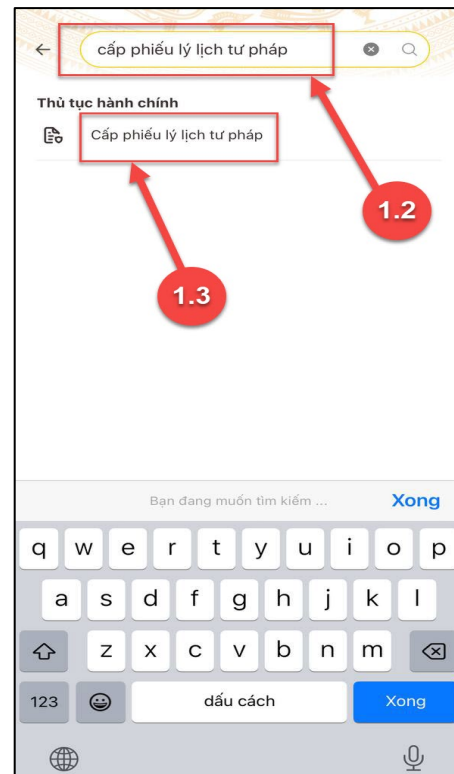 cấp phiếu lý lịch tư pháp
Thủ tục hành chính
Cấp phiếu lý lịch tư pháp
1.2
1.3
Bạn đang muốn tìm kiếm ... Xong
q w e r t y u i o p
a s d f g h j k l
z x c v b n m
123 dấu cách Xong